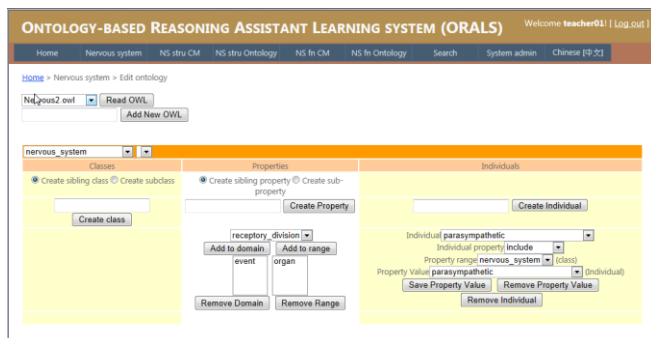 ONTOLOGY-BASED REASONING ASSISTANT LEARNING SYSTEM (ORALS) Welcome teacher01! [ Log out ]
Home Nervous system NS stru CM NS stru Ontology NS fn CM NS fn Ontology Search System admin Chinese [中文]
Home > Nervous system > Edit ontology
Nervous2.owl Read OWL
Add New OWL
nervous_system
Classes Properties Individuals
Create sibling class Create subclass Create sibling property Create sub-
property
Create Property Create Individual
Create class
receptory_division Individual parasympathetic
Add to domain Add to range Individual property include
event organ Property range nervous_system (class)
Property Value parasympathetic (Individual)
Save Property Value Remove Property Value
Remove Domain Remove Range Remove Individual